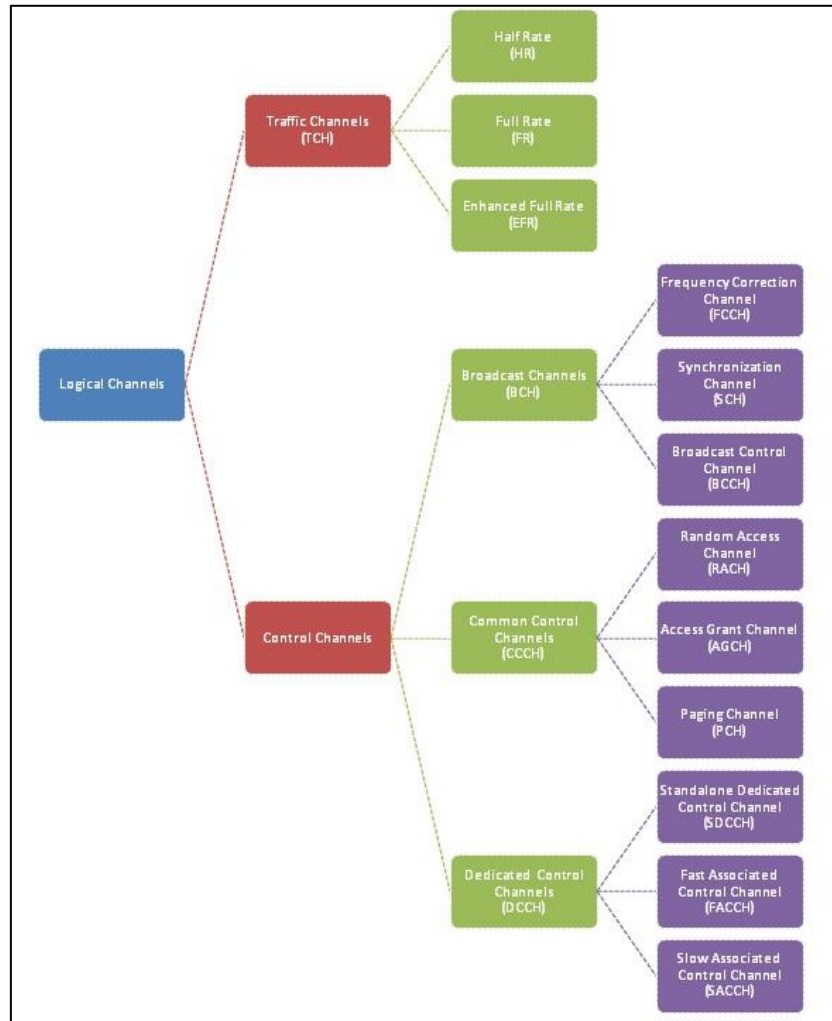 Half Rate
(HR)
Traffic Channels
(TCH)
Full Rate
(FR)
Enhanced Full Rate
(EFR)
Frequency Correction
Channel
(FCCH)
Logical Channels
Broadcast Channels
(BCH)
Synchronization
Channel
(SCH)
Broadcast Control
Channel
(BCCH)
Random Access
Channel
(RACH)
Control Channels
Common Control
Channels
(CCCH)
Access Grant Channel
(AGCH)
Paging Channel
(PCH)
Standalone Dedicated
Control Channel
(SDCCH)
Dedicated Control
Channels
(DCCH)
Fast Associated
Control Channel
(FACCH)
Slow Associated
Control Channel
(SACCH)